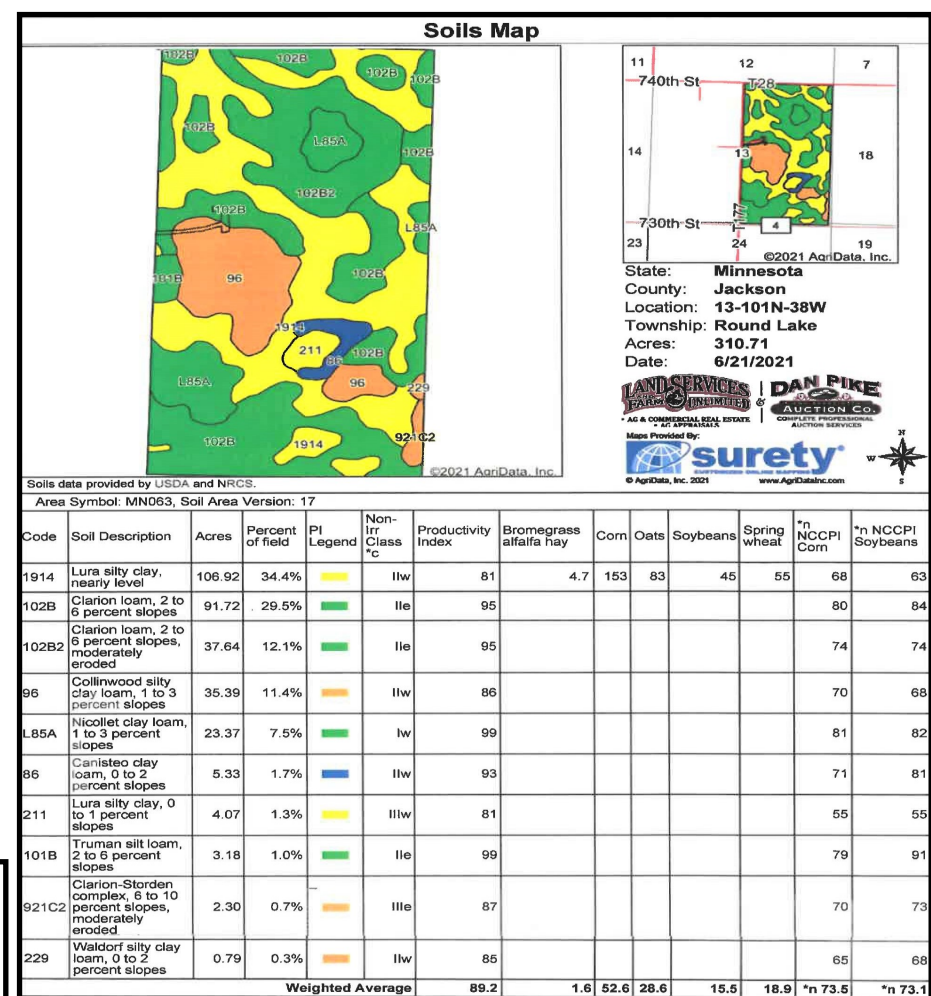 Soils Map
102B
102B
102B
102B
102B
L85A
102B
102B2
102B
L85A
101B
96
102B
1914
211
86
102B
L85A
96
229
102B
1914
921C2
©2021 AgriData, Inc.
Soils data provided by USDA and NRCS.
11 12 7
740th St T28
14 13 18
T177
730th St 4
23 24 19
©2021 AgriData, Inc.
State: Minnesota
County: Jackson
Location: 13-101N-38W
Township: Round Lake
Acres: 310.71
Date: 6/21/2021
LAND SERVICES
FARM UNLIMITED &
• AG & COMMERCIAL REAL ESTATE
• AG APPRAISALS
DAN PIKE
AUCTION CO.
COMPLETE PROFESSIONAL
AUCTION SERVICES
Maps Provided By:
surety
CUSTOMIZED ONLINE MAPPING
© AgriData, Inc. 2021 www.AgriDataInc.com
N
W E
S
Area Symbol: MN063, Soil Area Version: 17
Code Soil Description Acres Percent of field PI Legend Non-Irr Class *c Productivity Index Bromegrass alfalfa hay Corn Oats Soybeans Spring wheat *n NCCPI Corn *n NCCPI Soybeans
1914 Lura silty clay, nearly level 106.92 34.4% IIw 81 4.7 153 83 45 55 68 63
102B Clarion loam, 2 to 6 percent slopes 91.72 29.5% IIe 95 80 84
102B2 Clarion loam, 2 to 6 percent slopes, moderately eroded 37.64 12.1% IIe 95 74 74
96 Collinwood silty clay loam, 1 to 3 percent slopes 35.39 11.4% IIw 86 70 68
L85A Nicollet clay loam, 1 to 3 percent slopes 23.37 7.5% Iw 99 81 82
86 Canisteo clay loam, 0 to 2 percent slopes 5.33 1.7% IIw 93 71 81
211 Lura silty clay, 0 to 1 percent slopes 4.07 1.3% IIIw 81 55 55
101B Truman silt loam, 2 to 6 percent slopes 3.18 1.0% IIe 99 79 91
921C2 Clarion-Storden complex, 6 to 10 percent slopes, moderately eroded 2.30 0.7% IIIe 87 70 73
229 Waldorf silty clay loam, 0 to 2 percent slopes 0.79 0.3% IIw 85 65 68
Weighted Average 89.2 1.6 52.6 28.6 15.5 18.9 *n 73.5 *n 73.1